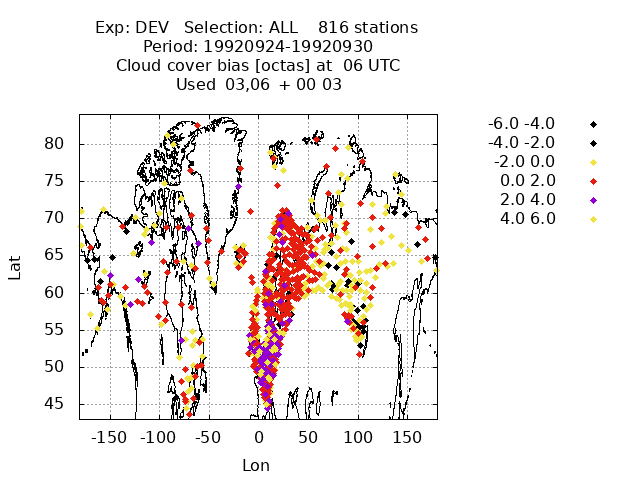 Exp: DEV Selection: ALL 816 stations
Period: 19920924-19920930
Cloud cover bias [octas] at 06 UTC
Used 03,06 + 00 03
-6.0 -4.0
-4.0 -2.0
-2.0 0.0
0.0 2.0
2.0 4.0
4.0 6.0
80
75
70
65
60
55
50
45
Lat
-150 -100 -50 0 50 100 150
Lon